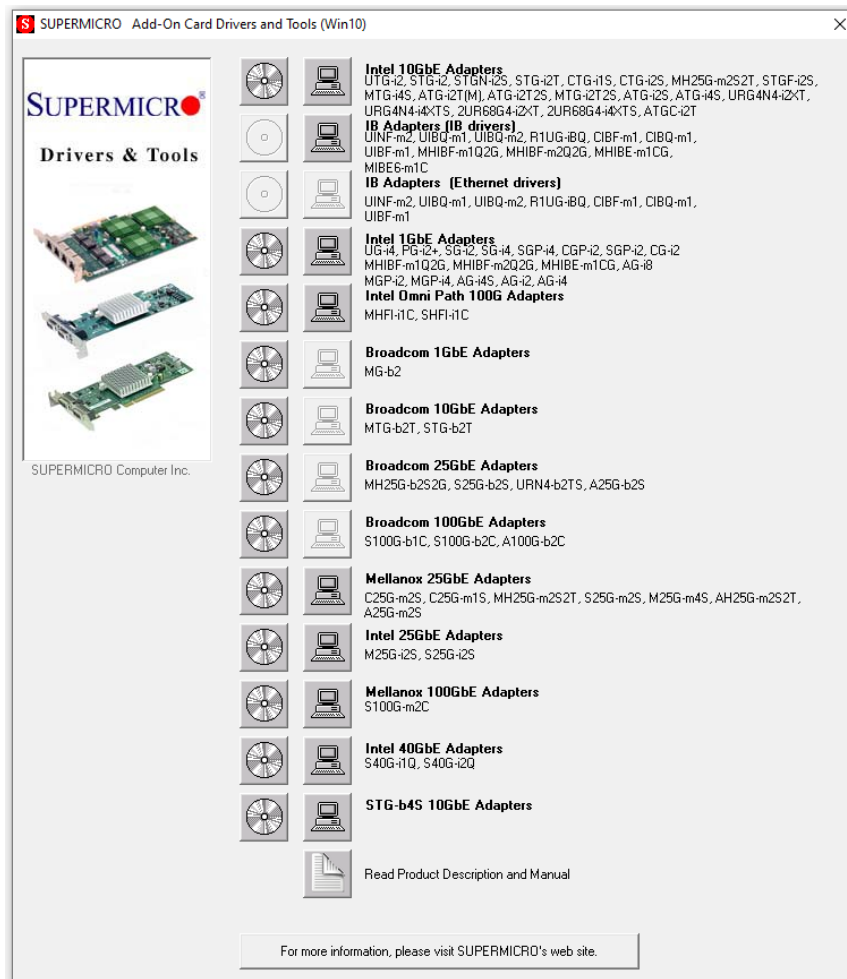 SUPERMICRO Add-On Card Drivers and Tools (Win10)
SUPERMICRO
Drivers & Tools
SUPERMICRO Computer Inc.
Intel 10GbE Adapters
UTG-i2, STG-i2, STGN-i2S, STG-i2T, CTG-i1S, CTG-i2S, MH25G-m2S2T, STGF-i2S,
MTG-i4S, ATG-i2T(M), ATG-i2T2S, MTG-i2T2S, ATG-i2S, ATG-i4S, URG4N4-i2XT,
URG4N4-i4XTS, 2UR68G4-i2XT, 2UR68G4-i4XTS, ATGC-i2T
IB Adapters (IB drivers)
UINF-m2, UIBQ-m1, UIBQ-m2, R1UG-iBQ, CIBF-m1, CIBQ-m1,
UIBF-m1, MHIBF-m1Q2G, MHIBF-m2Q2G, MHIBE-m1CG,
MIBE6-m1C
IB Adapters (Ethernet drivers)
UINF-m2, UIBQ-m1, UIBQ-m2, R1UG-iBQ, CIBF-m1, CIBQ-m1,
UIBF-m1
Intel 1GbE Adapters
UG-i4, PG-i2+, SG-i2, SG-i4, SGP-i4, CGP-i2, SGP-i2, CG-i2
MHIBF-m1Q2G, MHIBF-m2Q2G, MHIBE-m1CG, AG-i8
MGP-i2, MGP-i4, AG-i4S, AG-i2, AG-i4
Intel Omni Path 100G Adapters
MHFI-i1C, SHFI-i1C
Broadcom 1GbE Adapters
MG-b2
Broadcom 10GbE Adapters
MTG-b2T, STG-b2T
Broadcom 25GbE Adapters
MH25G-b2S2G, S25G-b2S, URN4-b2TS, A25G-b2S
Broadcom 100GbE Adapters
S100G-b1C, S100G-b2C, A100G-b2C
Mellanox 25GbE Adapters
C25G-m2S, C25G-m1S, MH25G-m2S2T, S25G-m2S, M25G-m4S, AH25G-m2S2T,
A25G-m2S
Intel 25GbE Adapters
M25G-i2S, S25G-i2S
Mellanox 100GbE Adapters
S100G-m2C
Intel 40GbE Adapters
S40G-i1Q, S40G-i2Q
STG-b4S 10GbE Adapters
Read Product Description and Manual
For more information, please visit SUPERMICRO's web site.